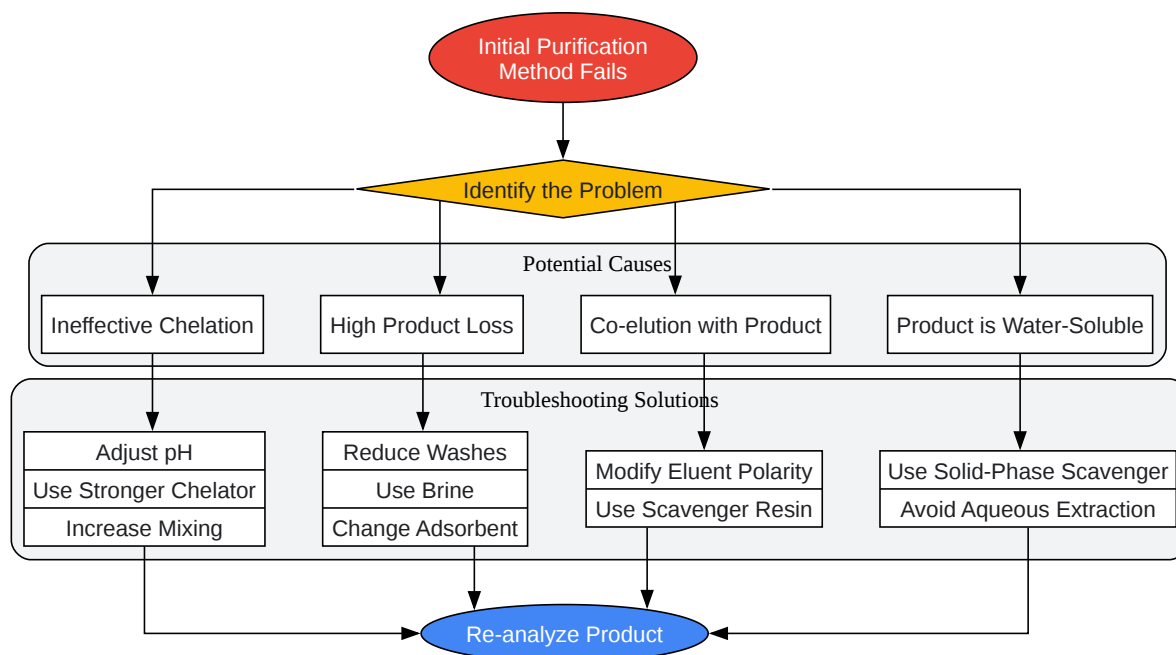 Initial Purification
Method Fails
Identify the Problem
Potential Causes
Ineffective Chelation
High Product Loss
Co-elution with Product
Product is Water-Soluble
Troubleshooting Solutions
Adjust pH
Use Stronger Chelator
Increase Mixing
Reduce Washes
Use Brine
Change Adsorbent
Modify Eluent Polarity
Use Scavenger Resin
Use Solid-Phase Scavenger
Avoid Aqueous Extraction
Re-analyze Product